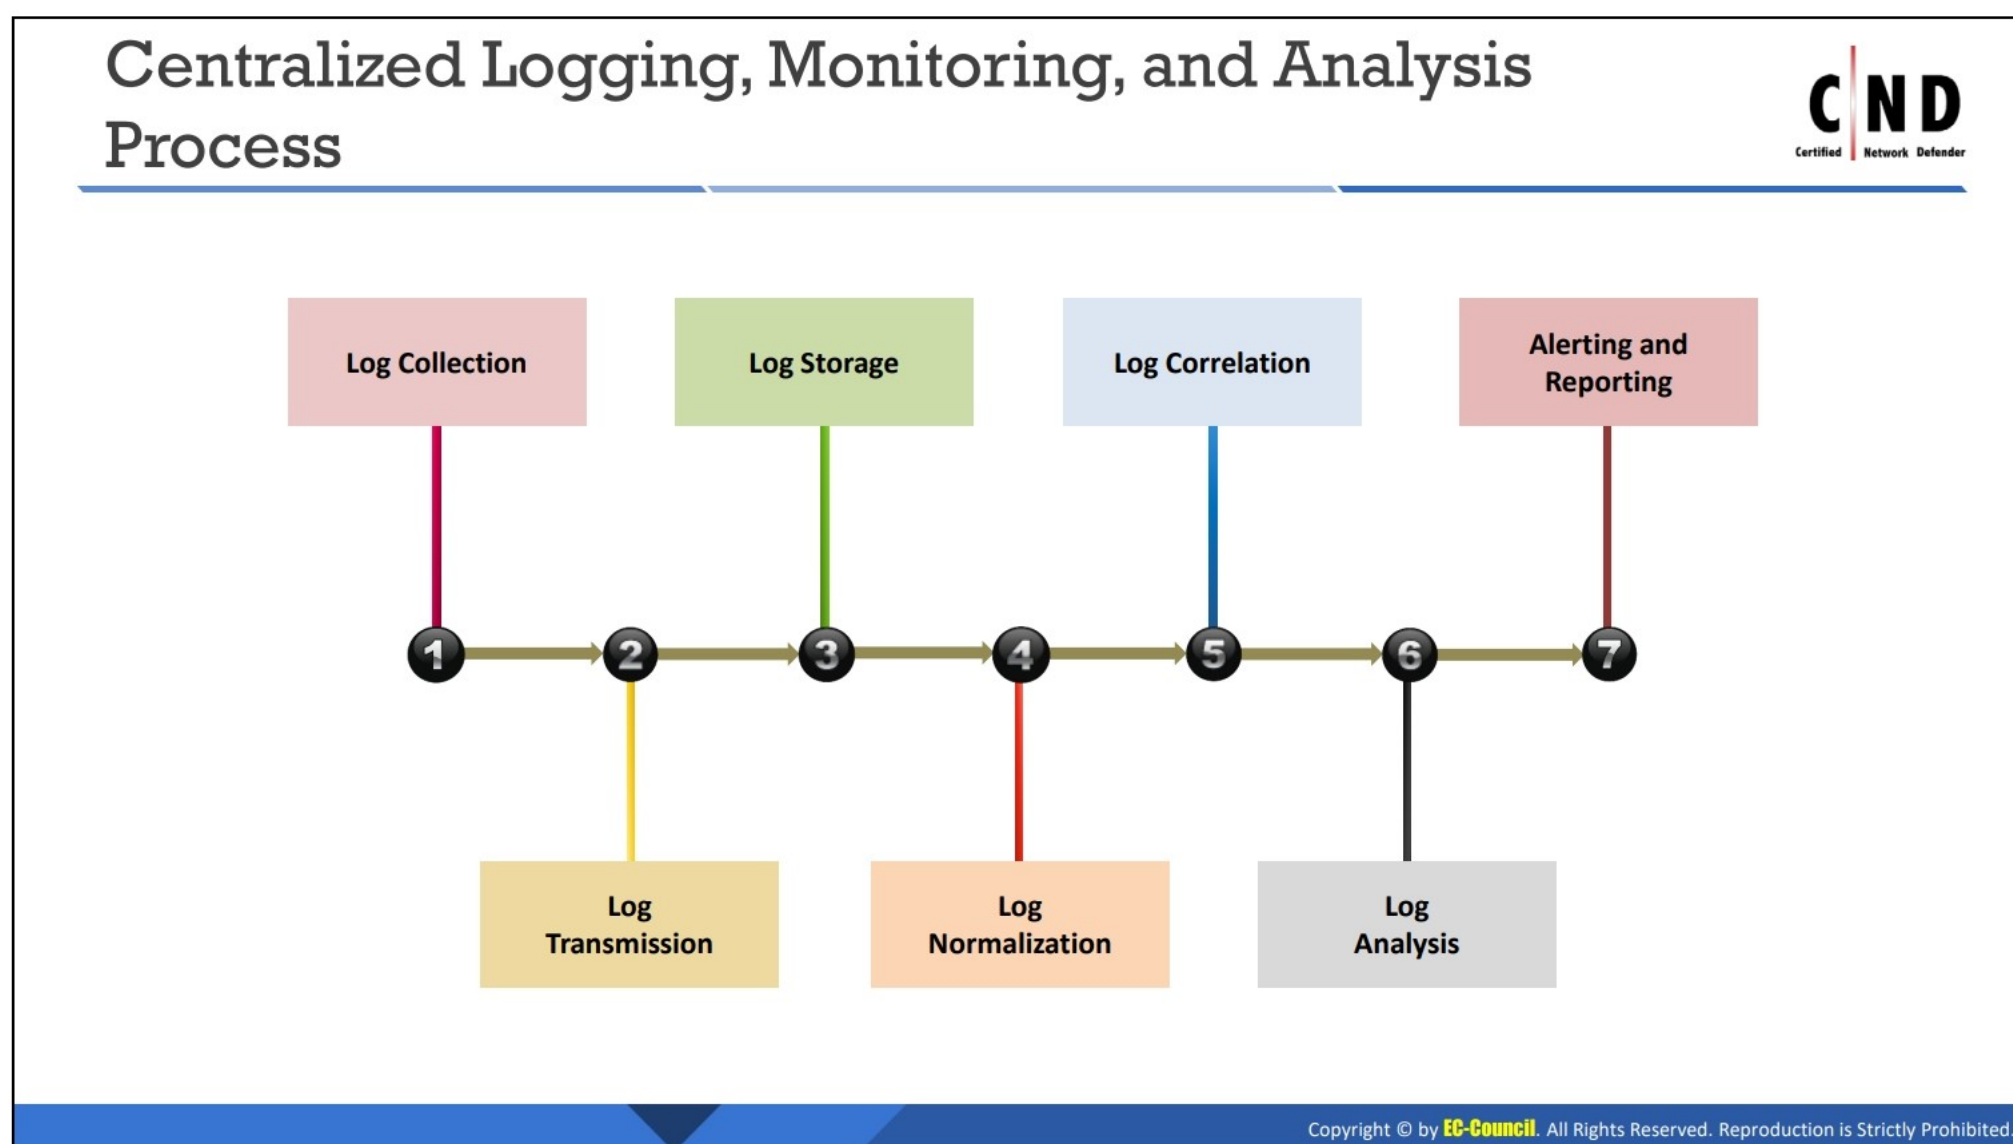 Centralized Logging, Monitoring, and Analysis
Process
C N D
Certified Network Defender
Log Collection
Log Storage
Log Correlation
Alerting and
Reporting
1 2 3 4 5 6 7
Log
Transmission
Log
Normalization
Log
Analysis
Copyright © by EC-Council. All Rights Reserved. Reproduction is Strictly Prohibited